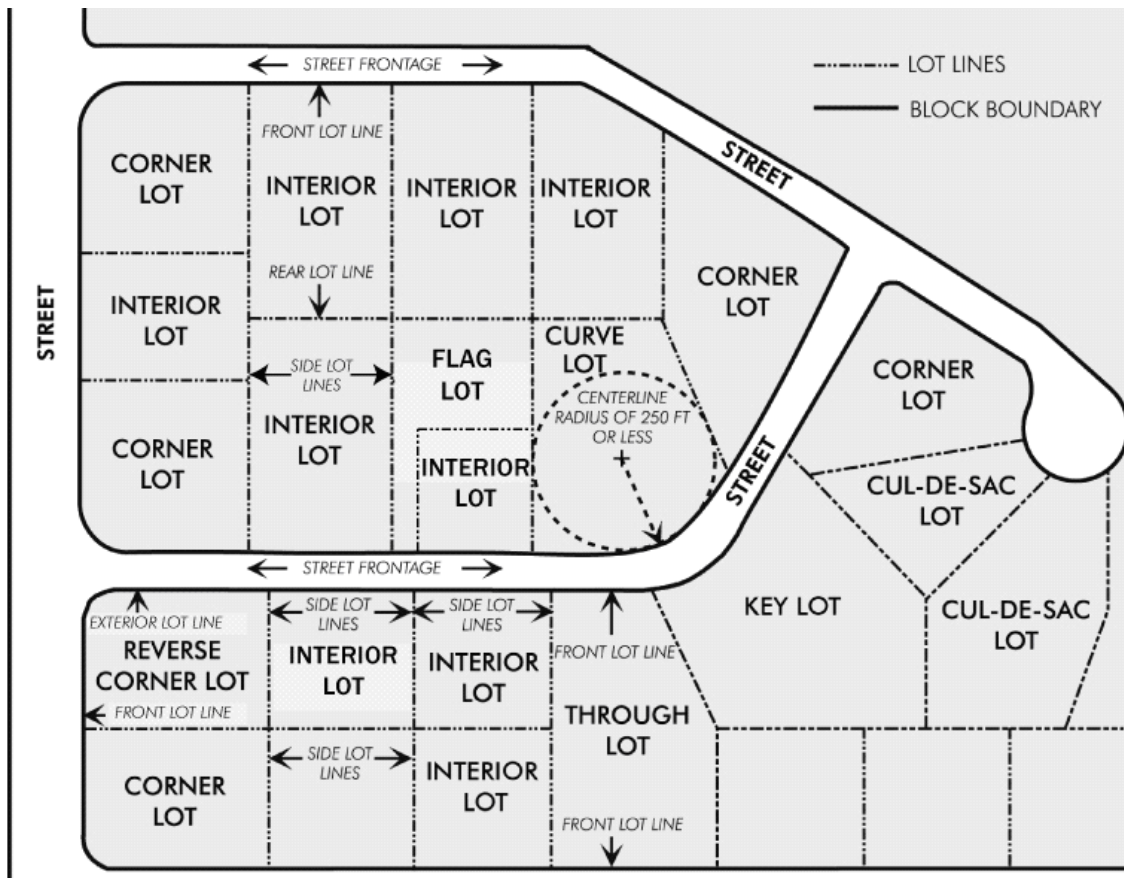 STREET FRONTAGE
LOT LINES
BLOCK BOUNDARY
FRONT LOT LINE
STREET
CORNER
LOT
INTERIOR
LOT
INTERIOR
LOT
INTERIOR
LOT
REAR LOT LINE
CORNER
LOT
INTERIOR
LOT
STREET
SIDE LOT
LINES
FLAG
LOT
CURVE
LOT
CENTERLINE
RADIUS OF 250 FT
OR LESS
CORNER
LOT
CORNER
LOT
INTERIOR
LOT
INTERIOR
LOT
STREET
CUL-DE-SAC
LOT
STREET FRONTAGE
EXTERIOR LOT LINE
REVERSE
CORNER LOT
FRONT LOT LINE
SIDE LOT
LINES
SIDE LOT
LINES
INTERIOR
LOT
INTERIOR
LOT
FRONT LOT LINE
KEY LOT
CUL-DE-SAC
LOT
THROUGH
LOT
CORNER
LOT
SIDE LOT
LINES
INTERIOR
LOT
FRONT LOT LINE